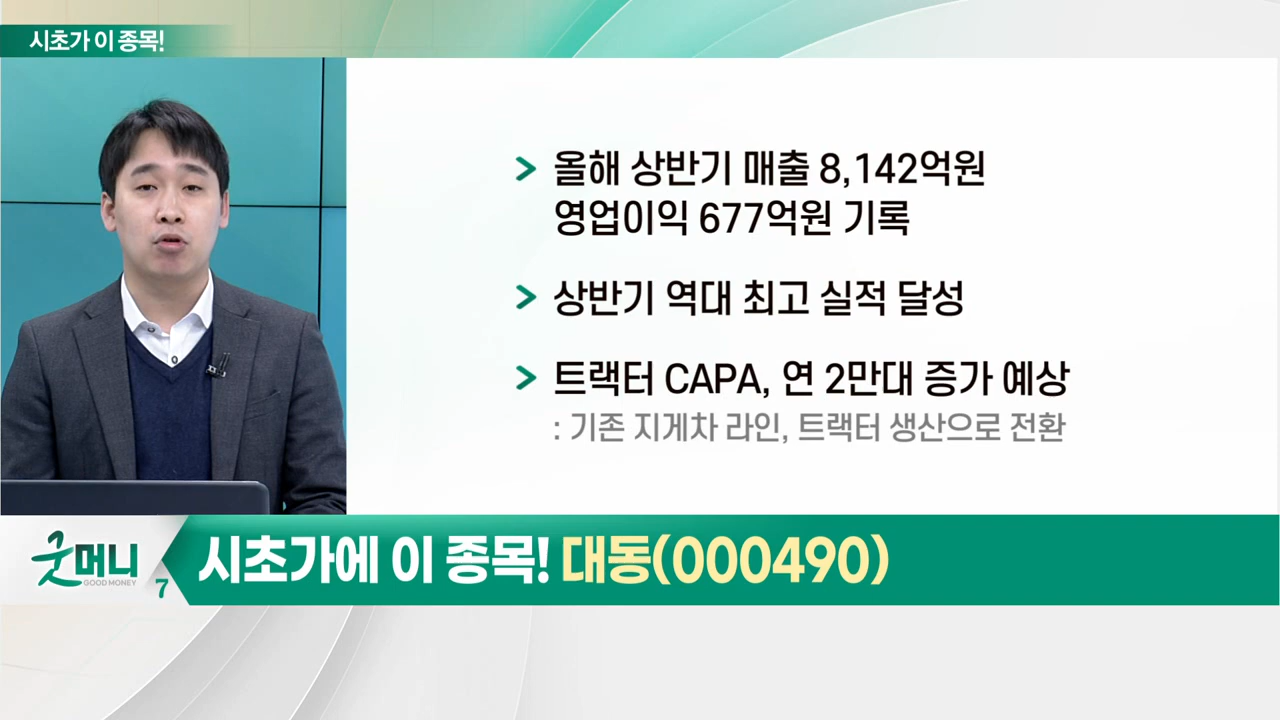 시초가 이 종목!
> 올해 상반기 매출 8,142억원
영업이익 677억원 기록
> 상반기 역대 최고 실적 달성
> 트랙터 CAPA, 연 2만대 증가 예상
: 기존 지게차 라인, 트랙터 생산으로 전환
굿머니
GOOD MONEY
7
시초가에 이 종목! 대동(000490)